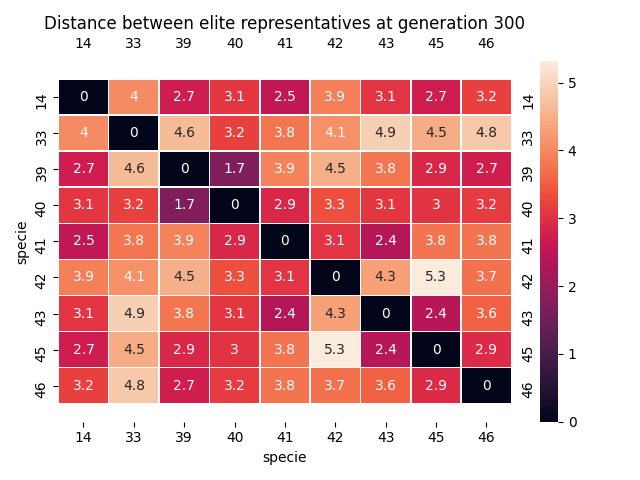 Distance between elite representatives at generation 300
14 33 39 40 41 42 43 45 46
14 0 4 2.7 3.1 2.5 3.9 3.1 2.7 3.2 14
33 4 0 4.6 3.2 3.8 4.1 4.9 4.5 4.8 33
39 2.7 4.6 0 1.7 3.9 4.5 3.8 2.9 2.7 39
40 3.1 3.2 1.7 0 2.9 3.3 3.1 3 3.2 40
41 2.5 3.8 3.9 2.9 0 3.1 2.4 3.8 3.8 41
42 3.9 4.1 4.5 3.3 3.1 0 4.3 5.3 3.7 42
43 3.1 4.9 3.8 3.1 2.4 4.3 0 2.4 3.6 43
45 2.7 4.5 2.9 3 3.8 5.3 2.4 0 2.9 45
46 3.2 4.8 2.7 3.2 3.8 3.7 3.6 2.9 0 46
14 33 39 40 41 42 43 45 46
specie
specie
5
4
3
2
1
0